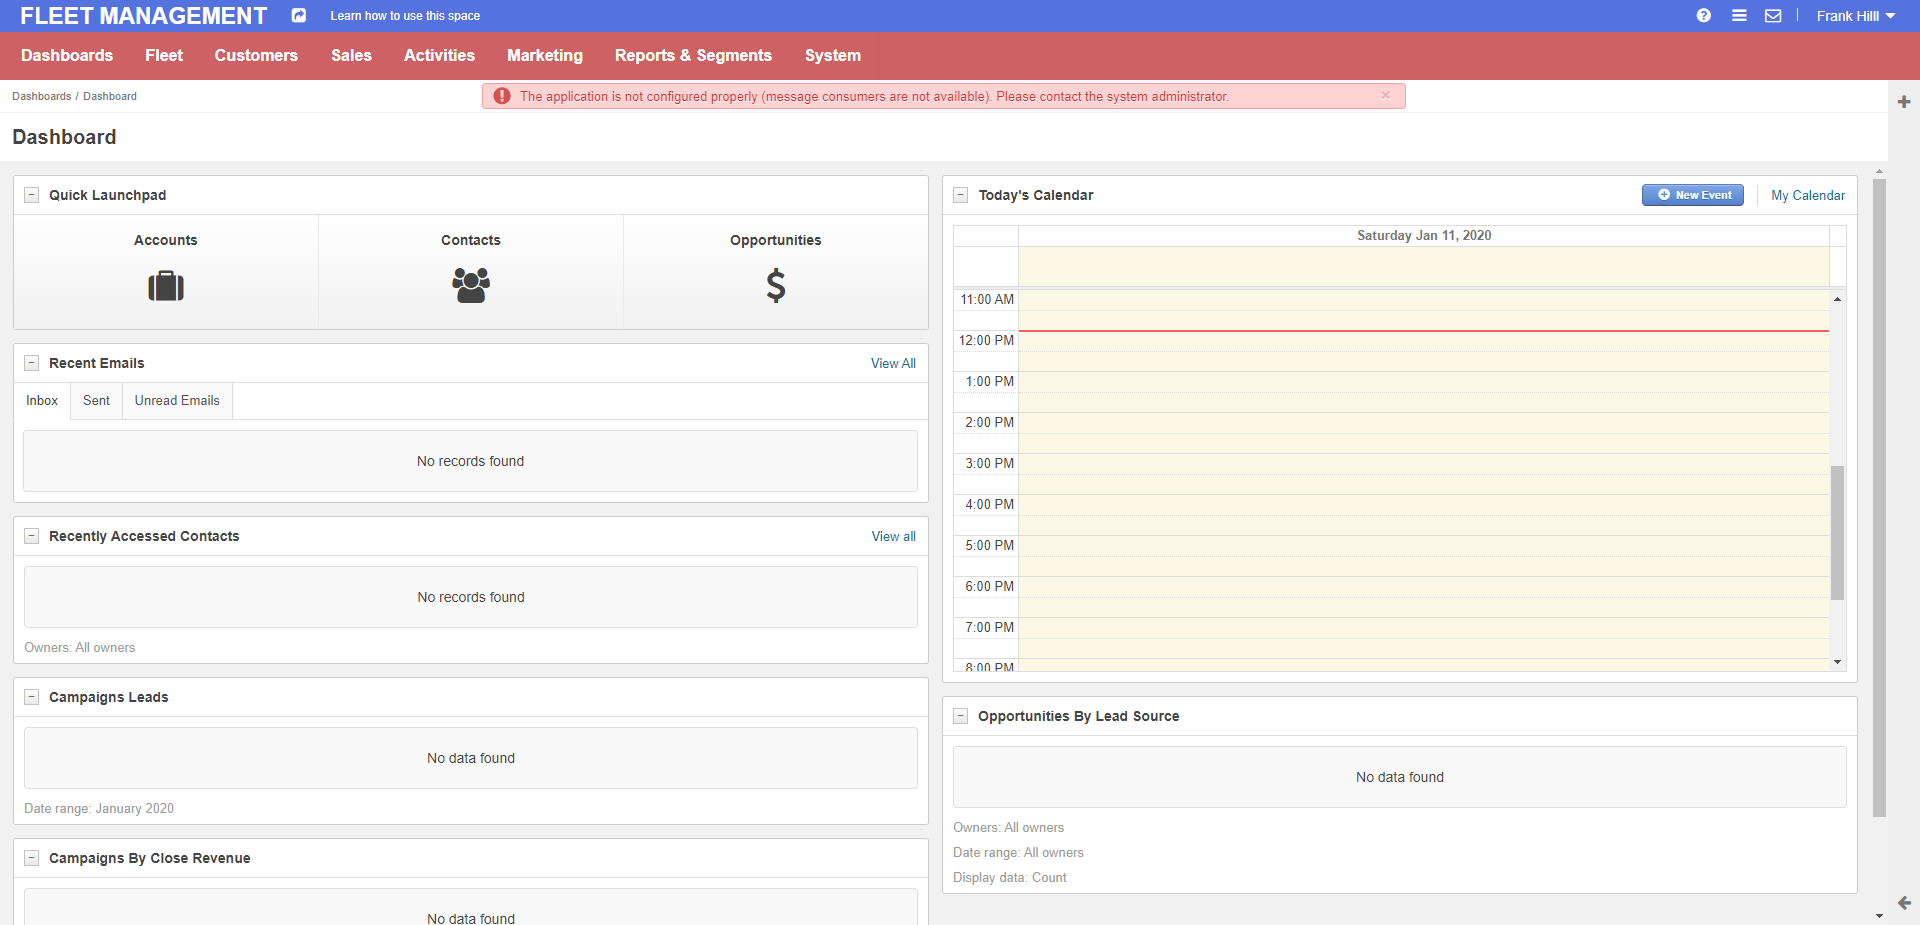 FLEET MANAGEMENT
Learn how to use this space
Frank Hilll
Dashboards Fleet Customers Sales Activities Marketing Reports & Segments System
Dashboards / Dashboard
The application is not configured properly (message consumers are not available). Please contact the system administrator.
Dashboard
Quick Launchpad
Accounts Contacts Opportunities
Recent Emails View All
Inbox Sent Unread Emails
No records found
Recently Accessed Contacts View all
No records found
Owners: All owners
Campaigns Leads
No data found
Date range: January 2020
Campaigns By Close Revenue
No data found
Today's Calendar New Event My Calendar
Saturday Jan 11, 2020
11:00 AM
12:00 PM
1:00 PM
2:00 PM
3:00 PM
4:00 PM
5:00 PM
6:00 PM
7:00 PM
8:00 PM
Opportunities By Lead Source
No data found
Owners: All owners
Date range: All owners
Display data: Count